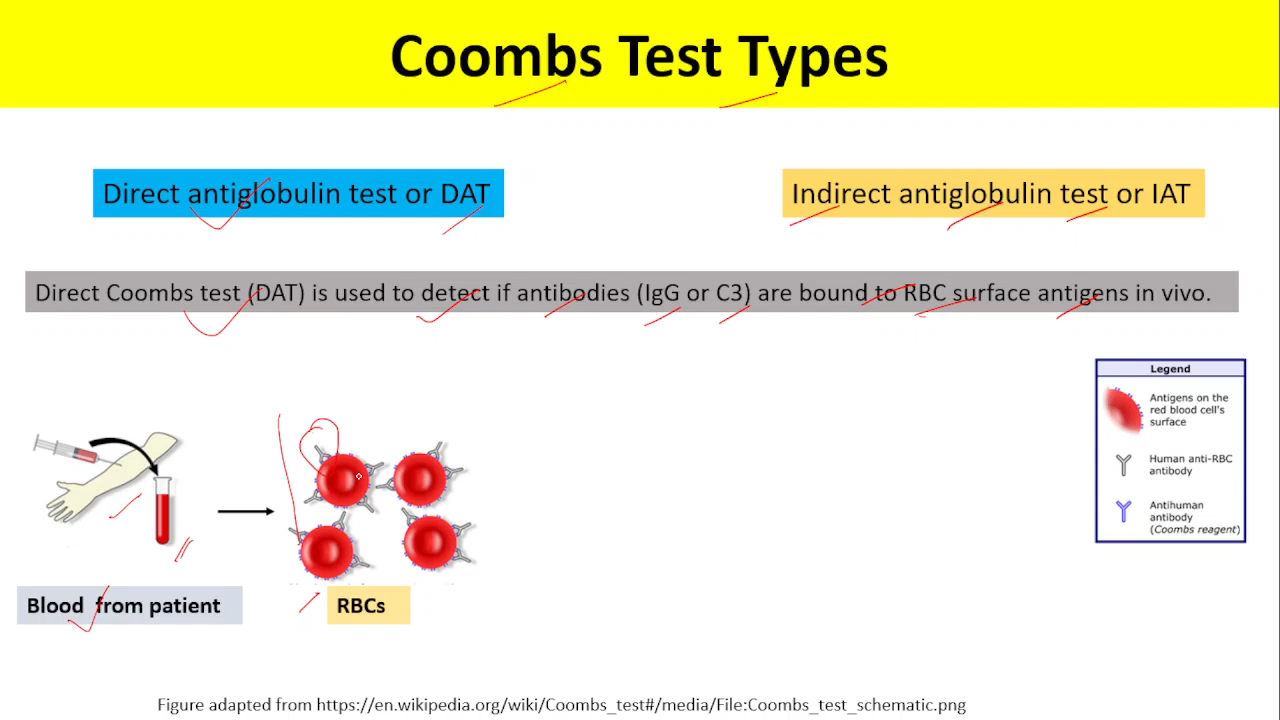 Coombs Test Types
Direct antiglobulin test or DAT
Indirect antiglobulin test or IAT
Direct Coombs test (DAT) is used to detect if antibodies (IgG or C3) are bound to RBC surface antigens in vivo.
Legend
Antigens on the
red blood cell's
surface
Human anti-RBC
antibody
Antihuman
antibody
(Coombs reagent)
Blood from patient
RBCs
Figure adapted from https://en.wikipedia.org/wiki/Coombs_test#/media/File:Coombs_test_schematic.png